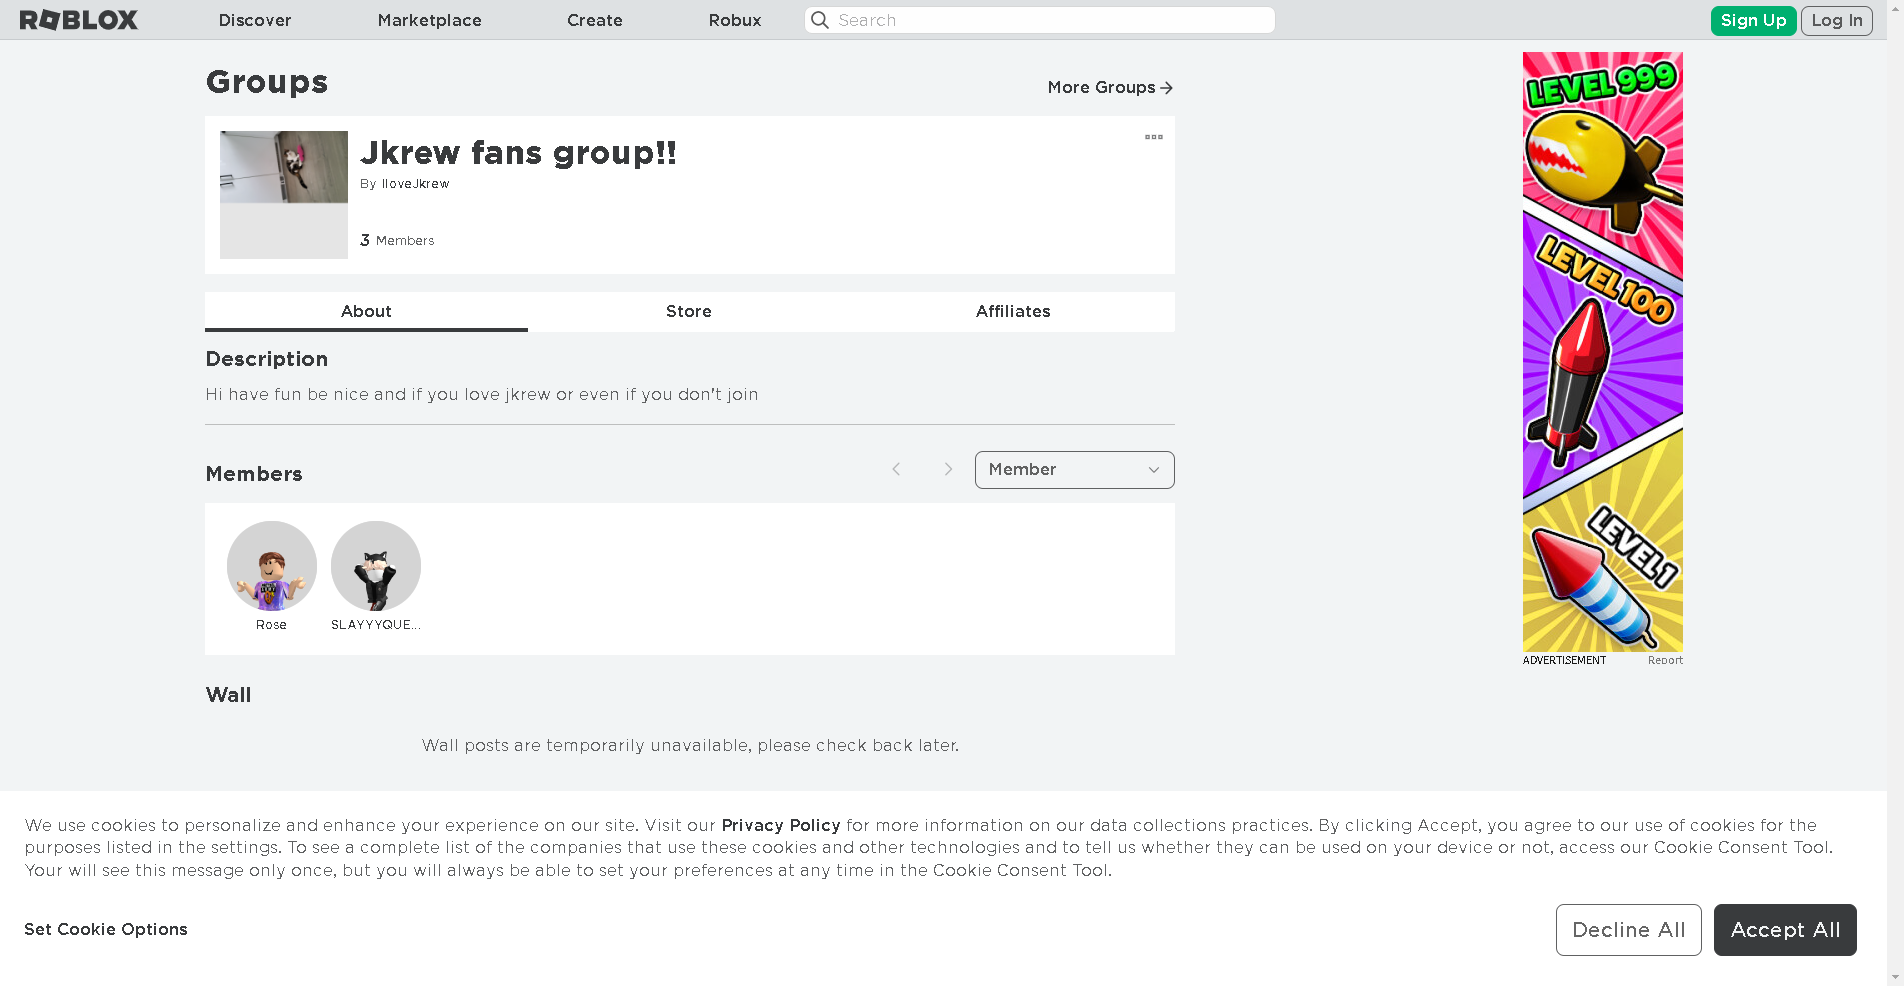 ROBLOX
Discover
Marketplace
Create
Robux
Search
Sign Up
Log In
Groups
More Groups
Jkrew fans group!!
By IloveJkrew
3 Members
About
Store
Affiliates
Description
Hi have fun be nice and if you love jkrew or even if you don't join
Members
Member
Rose
SLAYYYQUE...
Wall
Wall posts are temporarily unavailable, please check back later.
LEVEL 999
LEVEL 100
LEVEL 1
ADVERTISEMENT
Report
We use cookies to personalize and enhance your experience on our site. Visit our Privacy Policy for more information on our data collections practices. By clicking Accept, you agree to our use of cookies for the
purposes listed in the settings. To see a complete list of the companies that use these cookies and other technologies and to tell us whether they can be used on your device or not, access our Cookie Consent Tool.
Your will see this message only once, but you will always be able to set your preferences at any time in the Cookie Consent Tool.
Set Cookie Options
Decline All
Accept All